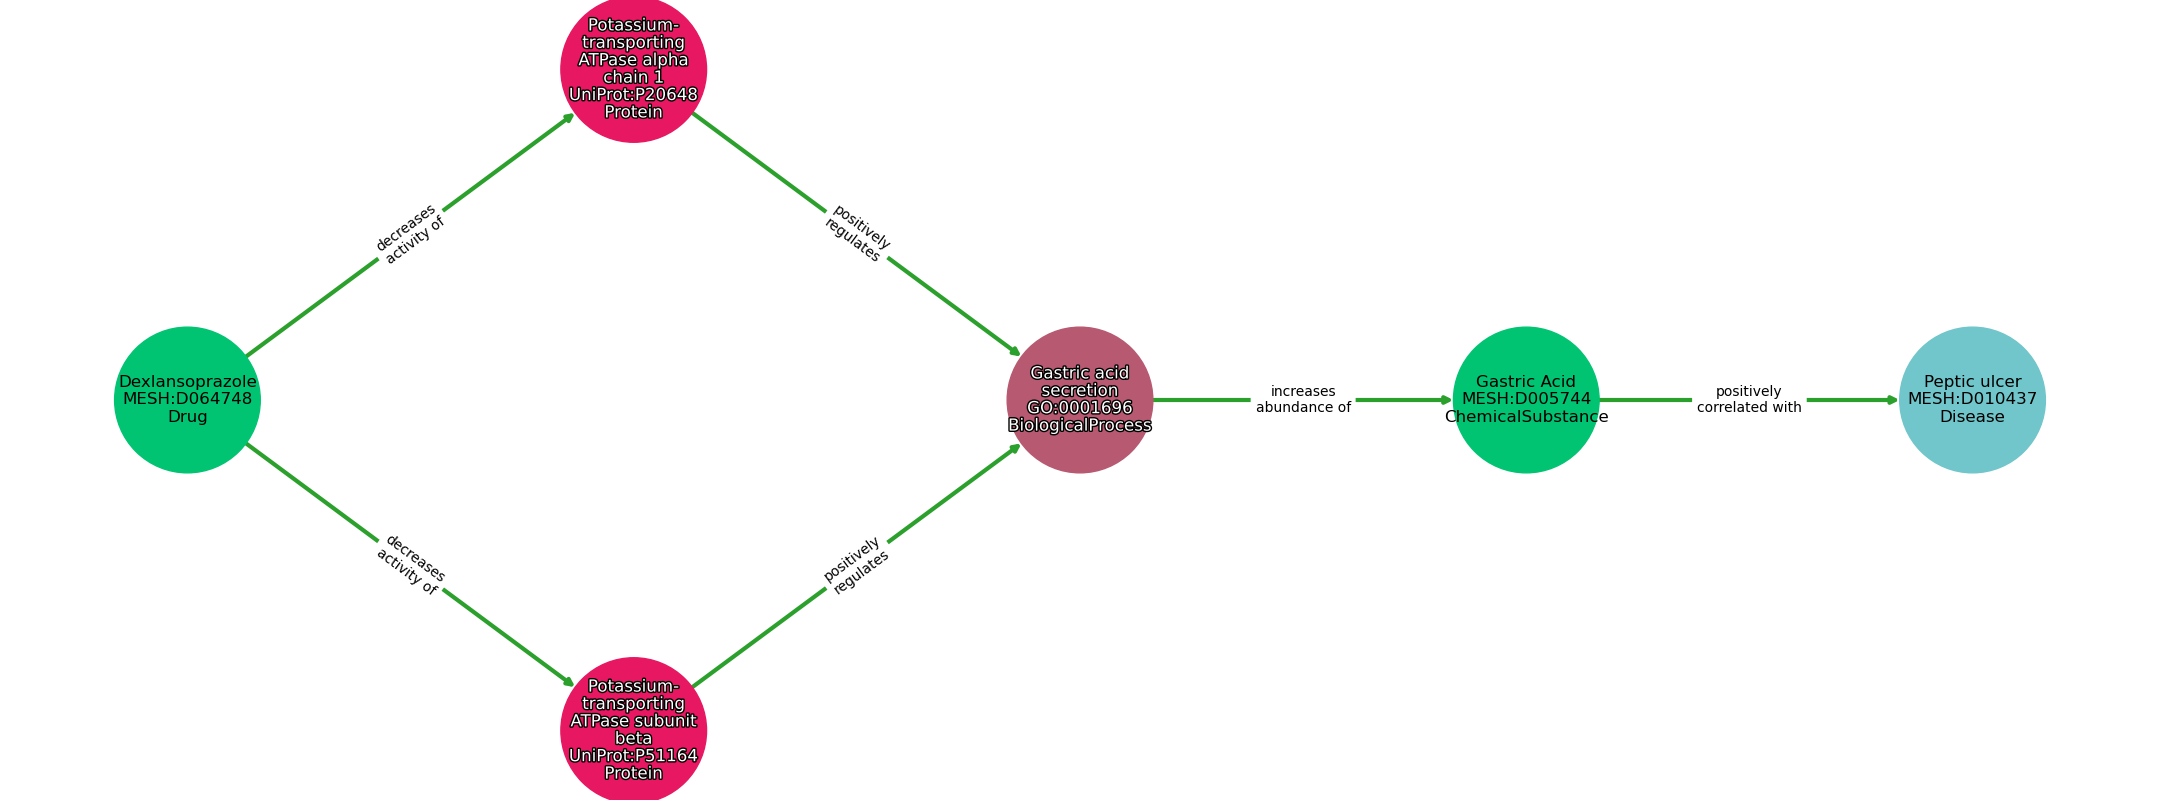 Potassium-
transporting
ATPase alpha
chain 1
UniProt:P20648
Protein
decreases
activity of
positively
regulates
Dexlansoprazole
MESH:D064748
Drug
Gastric acid
secretion
GO:0001696
BiologicalProcess
increases
abundance of
Gastric Acid
MESH:D005744
ChemicalSubstance
positively
correlated with
Peptic ulcer
MESH:D010437
Disease
decreases
activity of
positively
regulates
Potassium-
transporting
ATPase subunit
beta
UniProt:P51164
Protein